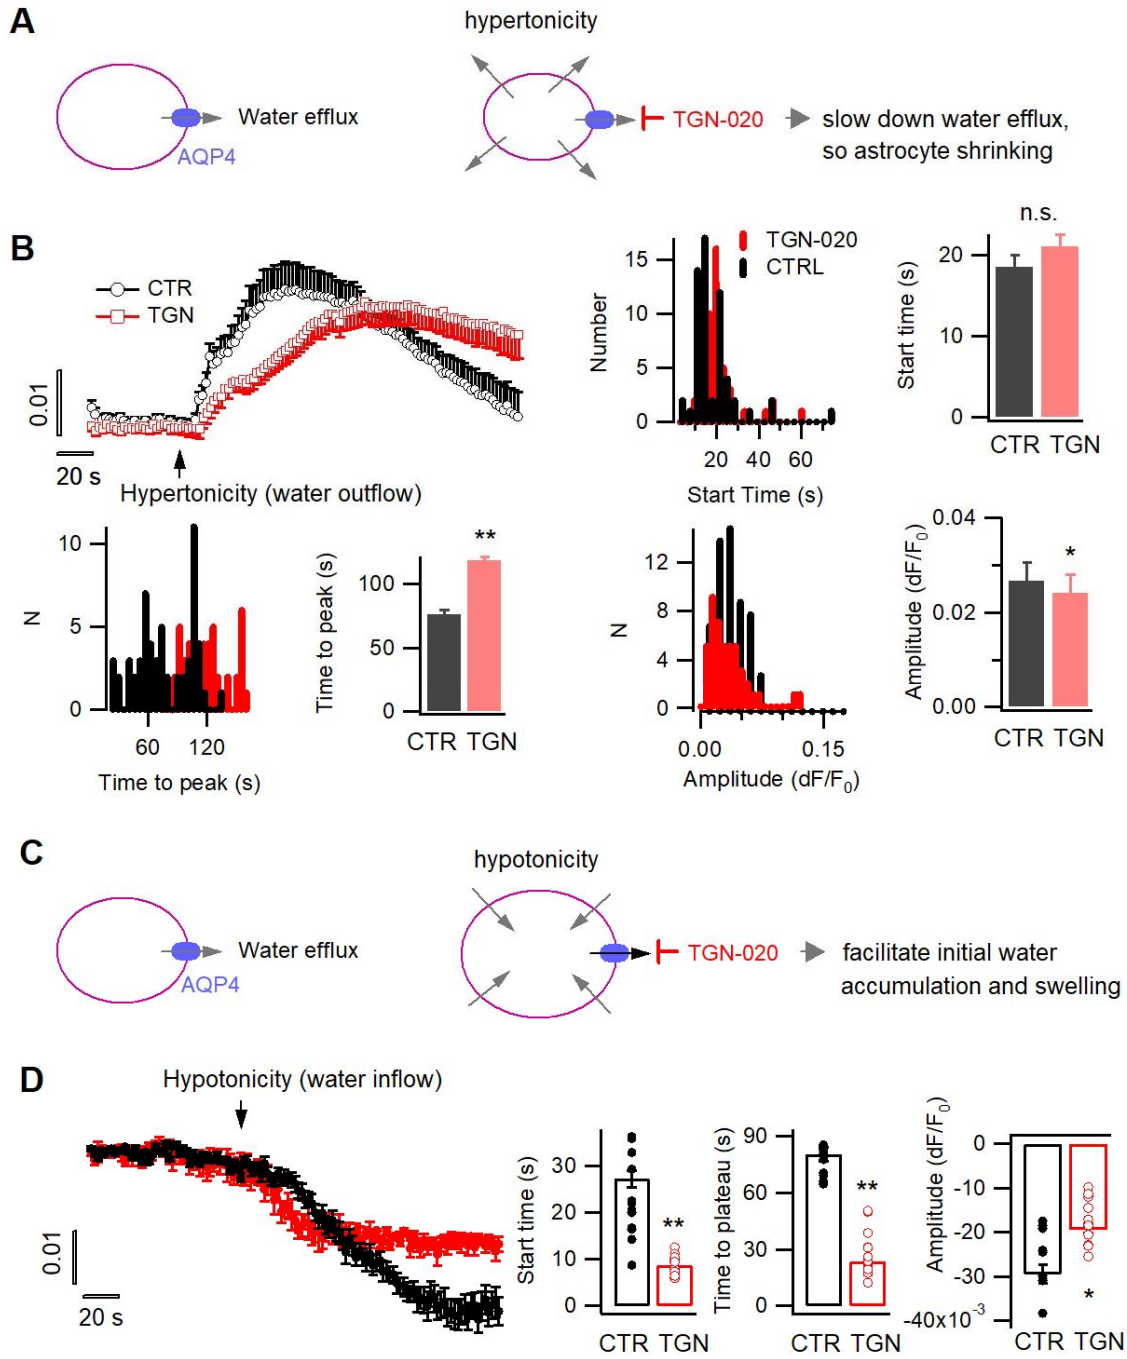 A
hypertonicity
Water efflux
AQP4
TGN-020
slow down water efflux,
so astrocyte shrinking
B
CTR
TGN
0.01
20 s
Hypertonicity (water outflow)
TGN-020
CTRL
Number
15
10
5
0
20 40 60
Start Time (s)
n.s.
Start time (s)
20
10
0
CTR TGN
N
10
5
0
60 120
Time to peak (s)
**
Time to peak (s)
100
50
0
CTR TGN
N
12
8
4
0
0.00 0.15
Amplitude (dF/F0)
*
Amplitude (dF/F0)
0.04
0.02
0.00
CTR TGN
C
hypotonicity
Water efflux
AQP4
TGN-020
facilitate initial water
accumulation and swelling
D
Hypotonicity (water inflow)
0.01
20 s
Start time (s)
30
20
10
0
**
CTR TGN
Time to plateau (s)
90
60
30
0
**
CTR TGN
Amplitude (dF/F0)
0
-10
-20
-30
-40x10-3
*
CTR TGN